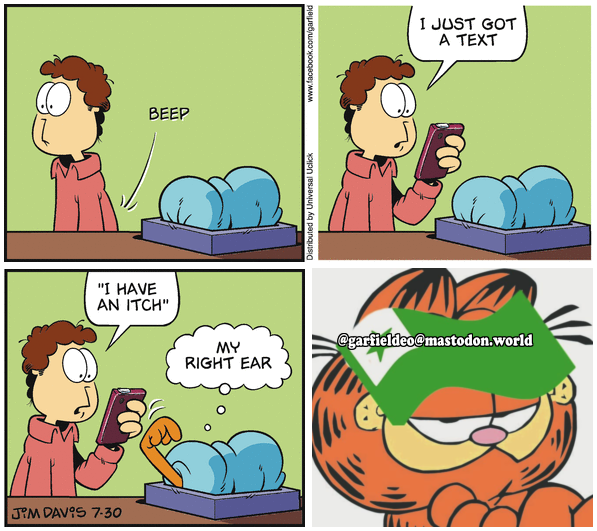 BEEP
www.facebook.com/garfield
Distributed by Universal Uclick
I JUST GOT
A TEXT
"I HAVE
AN ITCH"
MY
RIGHT EAR
JIM DAVIS 7-30
@garfieldeo@mastodon.world